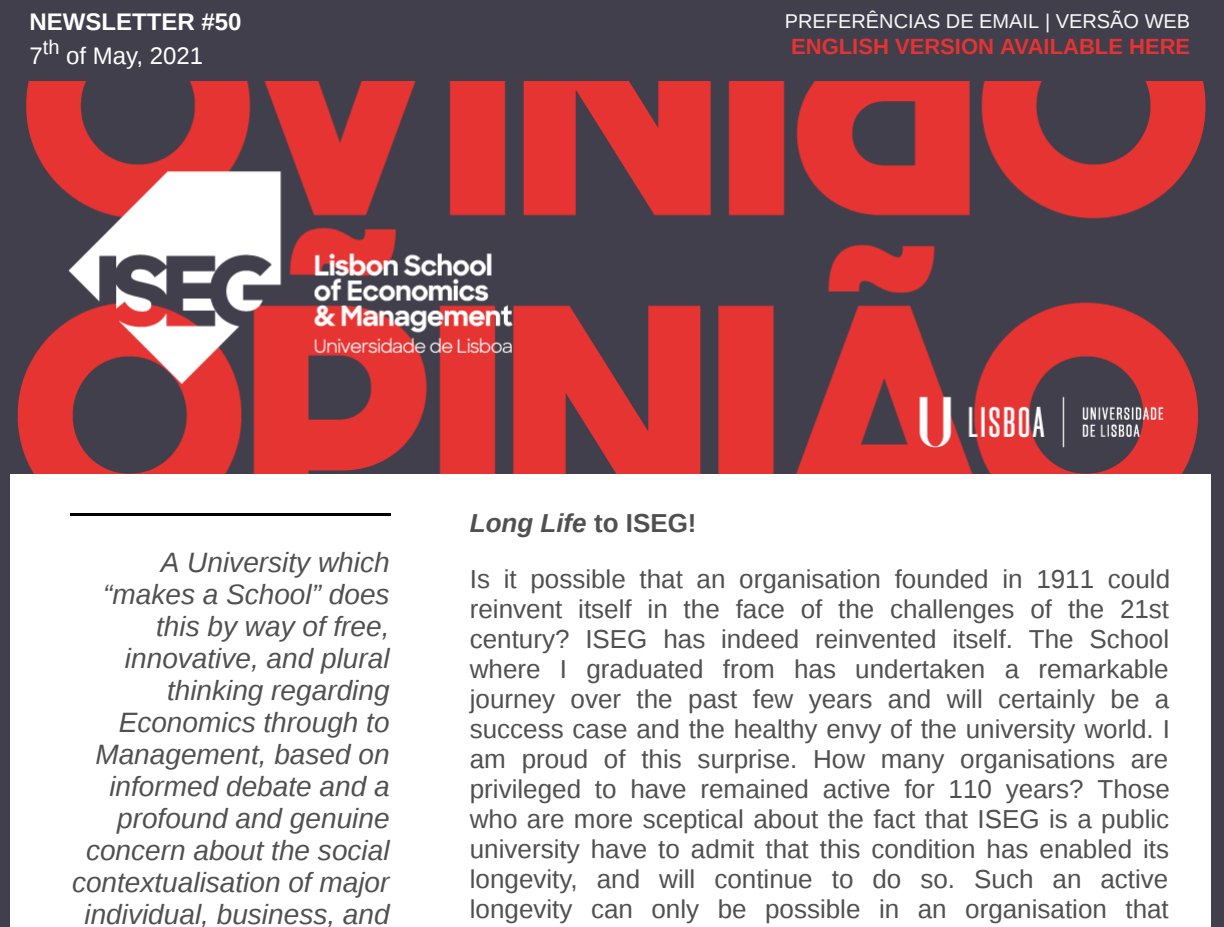 NEWSLETTER #50
7th of May, 2021
PREFERÊNCIAS DE EMAIL | VERSÃO WEB
ENGLISH VERSION AVAILABLE HERE
OPINIÃO
ISEG
Lisbon School
of Economics
& Management
Universidade de Lisboa
OPINIÃO
U LISBOA
UNIVERSIDADE
DE LISBOA
A University which
“makes a School” does
this by way of free,
innovative, and plural
thinking regarding
Economics through to
Management, based on
informed debate and a
profound and genuine
concern about the social
contextualisation of major
individual, business, and
Long Life to ISEG!
Is it possible that an organisation founded in 1911 could
reinvent itself in the face of the challenges of the 21st
century? ISEG has indeed reinvented itself. The School
where I graduated from has undertaken a remarkable
journey over the past few years and will certainly be a
success case and the healthy envy of the university world. I
am proud of this surprise. How many organisations are
privileged to have remained active for 110 years? Those
who are more sceptical about the fact that ISEG is a public
university have to admit that this condition has enabled its
longevity, and will continue to do so. Such an active
longevity can only be possible in an organisation that